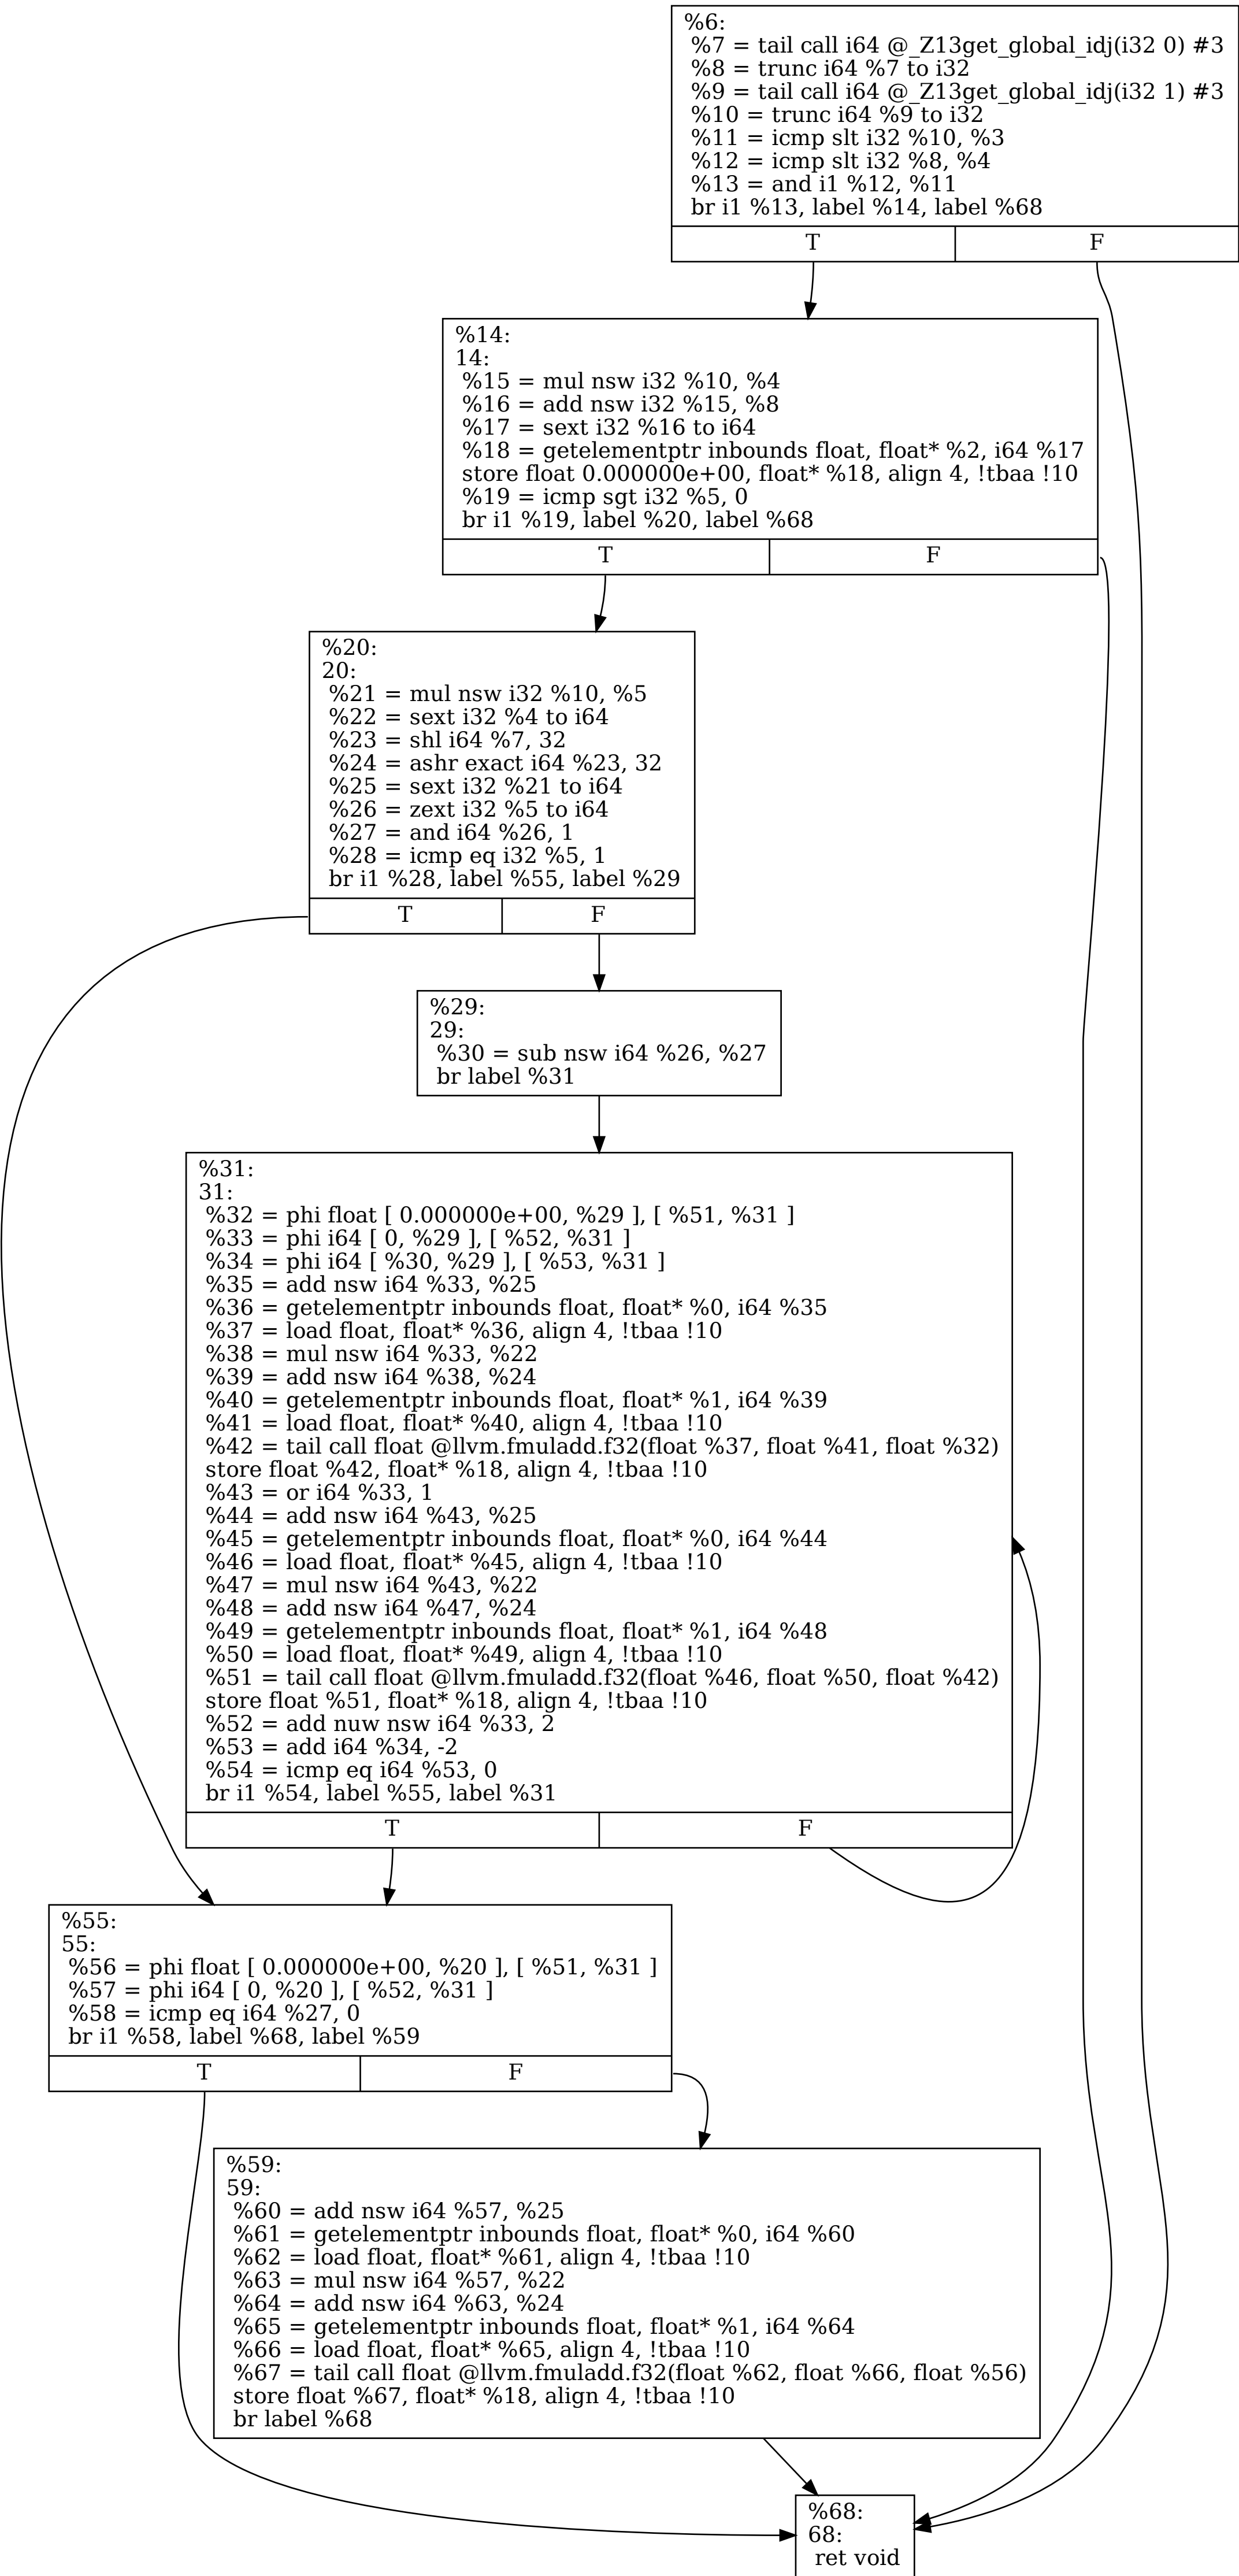 %6:
%7 = tail call i64 @_Z13get_global_idj(i32 0) #3
%8 = trunc i64 %7 to i32
%9 = tail call i64 @_Z13get_global_idj(i32 1) #3
%10 = trunc i64 %9 to i32
%11 = icmp slt i32 %10, %3
%12 = icmp slt i32 %8, %4
%13 = and i1 %12, %11
br i1 %13, label %14, label %68
T F
%14:
14:
%15 = mul nsw i32 %10, %4
%16 = add nsw i32 %15, %8
%17 = sext i32 %16 to i64
%18 = getelementptr inbounds float, float* %2, i64 %17
store float 0.000000e+00, float* %18, align 4, !tbaa !10
%19 = icmp sgt i32 %5, 0
br i1 %19, label %20, label %68
T F
%20:
20:
%21 = mul nsw i32 %10, %5
%22 = sext i32 %4 to i64
%23 = shl i64 %7, 32
%24 = ashr exact i64 %23, 32
%25 = sext i32 %21 to i64
%26 = zext i32 %5 to i64
%27 = and i64 %26, 1
%28 = icmp eq i32 %5, 1
br i1 %28, label %55, label %29
T F
%29:
29:
%30 = sub nsw i64 %26, %27
br label %31
%31:
31:
%32 = phi float [ 0.000000e+00, %29 ], [ %51, %31 ]
%33 = phi i64 [ 0, %29 ], [ %52, %31 ]
%34 = phi i64 [ %30, %29 ], [ %53, %31 ]
%35 = add nsw i64 %33, %25
%36 = getelementptr inbounds float, float* %0, i64 %35
%37 = load float, float* %36, align 4, !tbaa !10
%38 = mul nsw i64 %33, %22
%39 = add nsw i64 %38, %24
%40 = getelementptr inbounds float, float* %1, i64 %39
%41 = load float, float* %40, align 4, !tbaa !10
%42 = tail call float @llvm.fmuladd.f32(float %37, float %41, float %32)
store float %42, float* %18, align 4, !tbaa !10
%43 = or i64 %33, 1
%44 = add nsw i64 %43, %25
%45 = getelementptr inbounds float, float* %0, i64 %44
%46 = load float, float* %45, align 4, !tbaa !10
%47 = mul nsw i64 %43, %22
%48 = add nsw i64 %47, %24
%49 = getelementptr inbounds float, float* %1, i64 %48
%50 = load float, float* %49, align 4, !tbaa !10
%51 = tail call float @llvm.fmuladd.f32(float %46, float %50, float %42)
store float %51, float* %18, align 4, !tbaa !10
%52 = add nuw nsw i64 %33, 2
%53 = add i64 %34, -2
%54 = icmp eq i64 %53, 0
br i1 %54, label %55, label %31
T F
%55:
55:
%56 = phi float [ 0.000000e+00, %20 ], [ %51, %31 ]
%57 = phi i64 [ 0, %20 ], [ %52, %31 ]
%58 = icmp eq i64 %27, 0
br i1 %58, label %68, label %59
T F
%59:
59:
%60 = add nsw i64 %57, %25
%61 = getelementptr inbounds float, float* %0, i64 %60
%62 = load float, float* %61, align 4, !tbaa !10
%63 = mul nsw i64 %57, %22
%64 = add nsw i64 %63, %24
%65 = getelementptr inbounds float, float* %1, i64 %64
%66 = load float, float* %65, align 4, !tbaa !10
%67 = tail call float @llvm.fmuladd.f32(float %62, float %66, float %56)
store float %67, float* %18, align 4, !tbaa !10
br label %68
%68:
68:
ret void